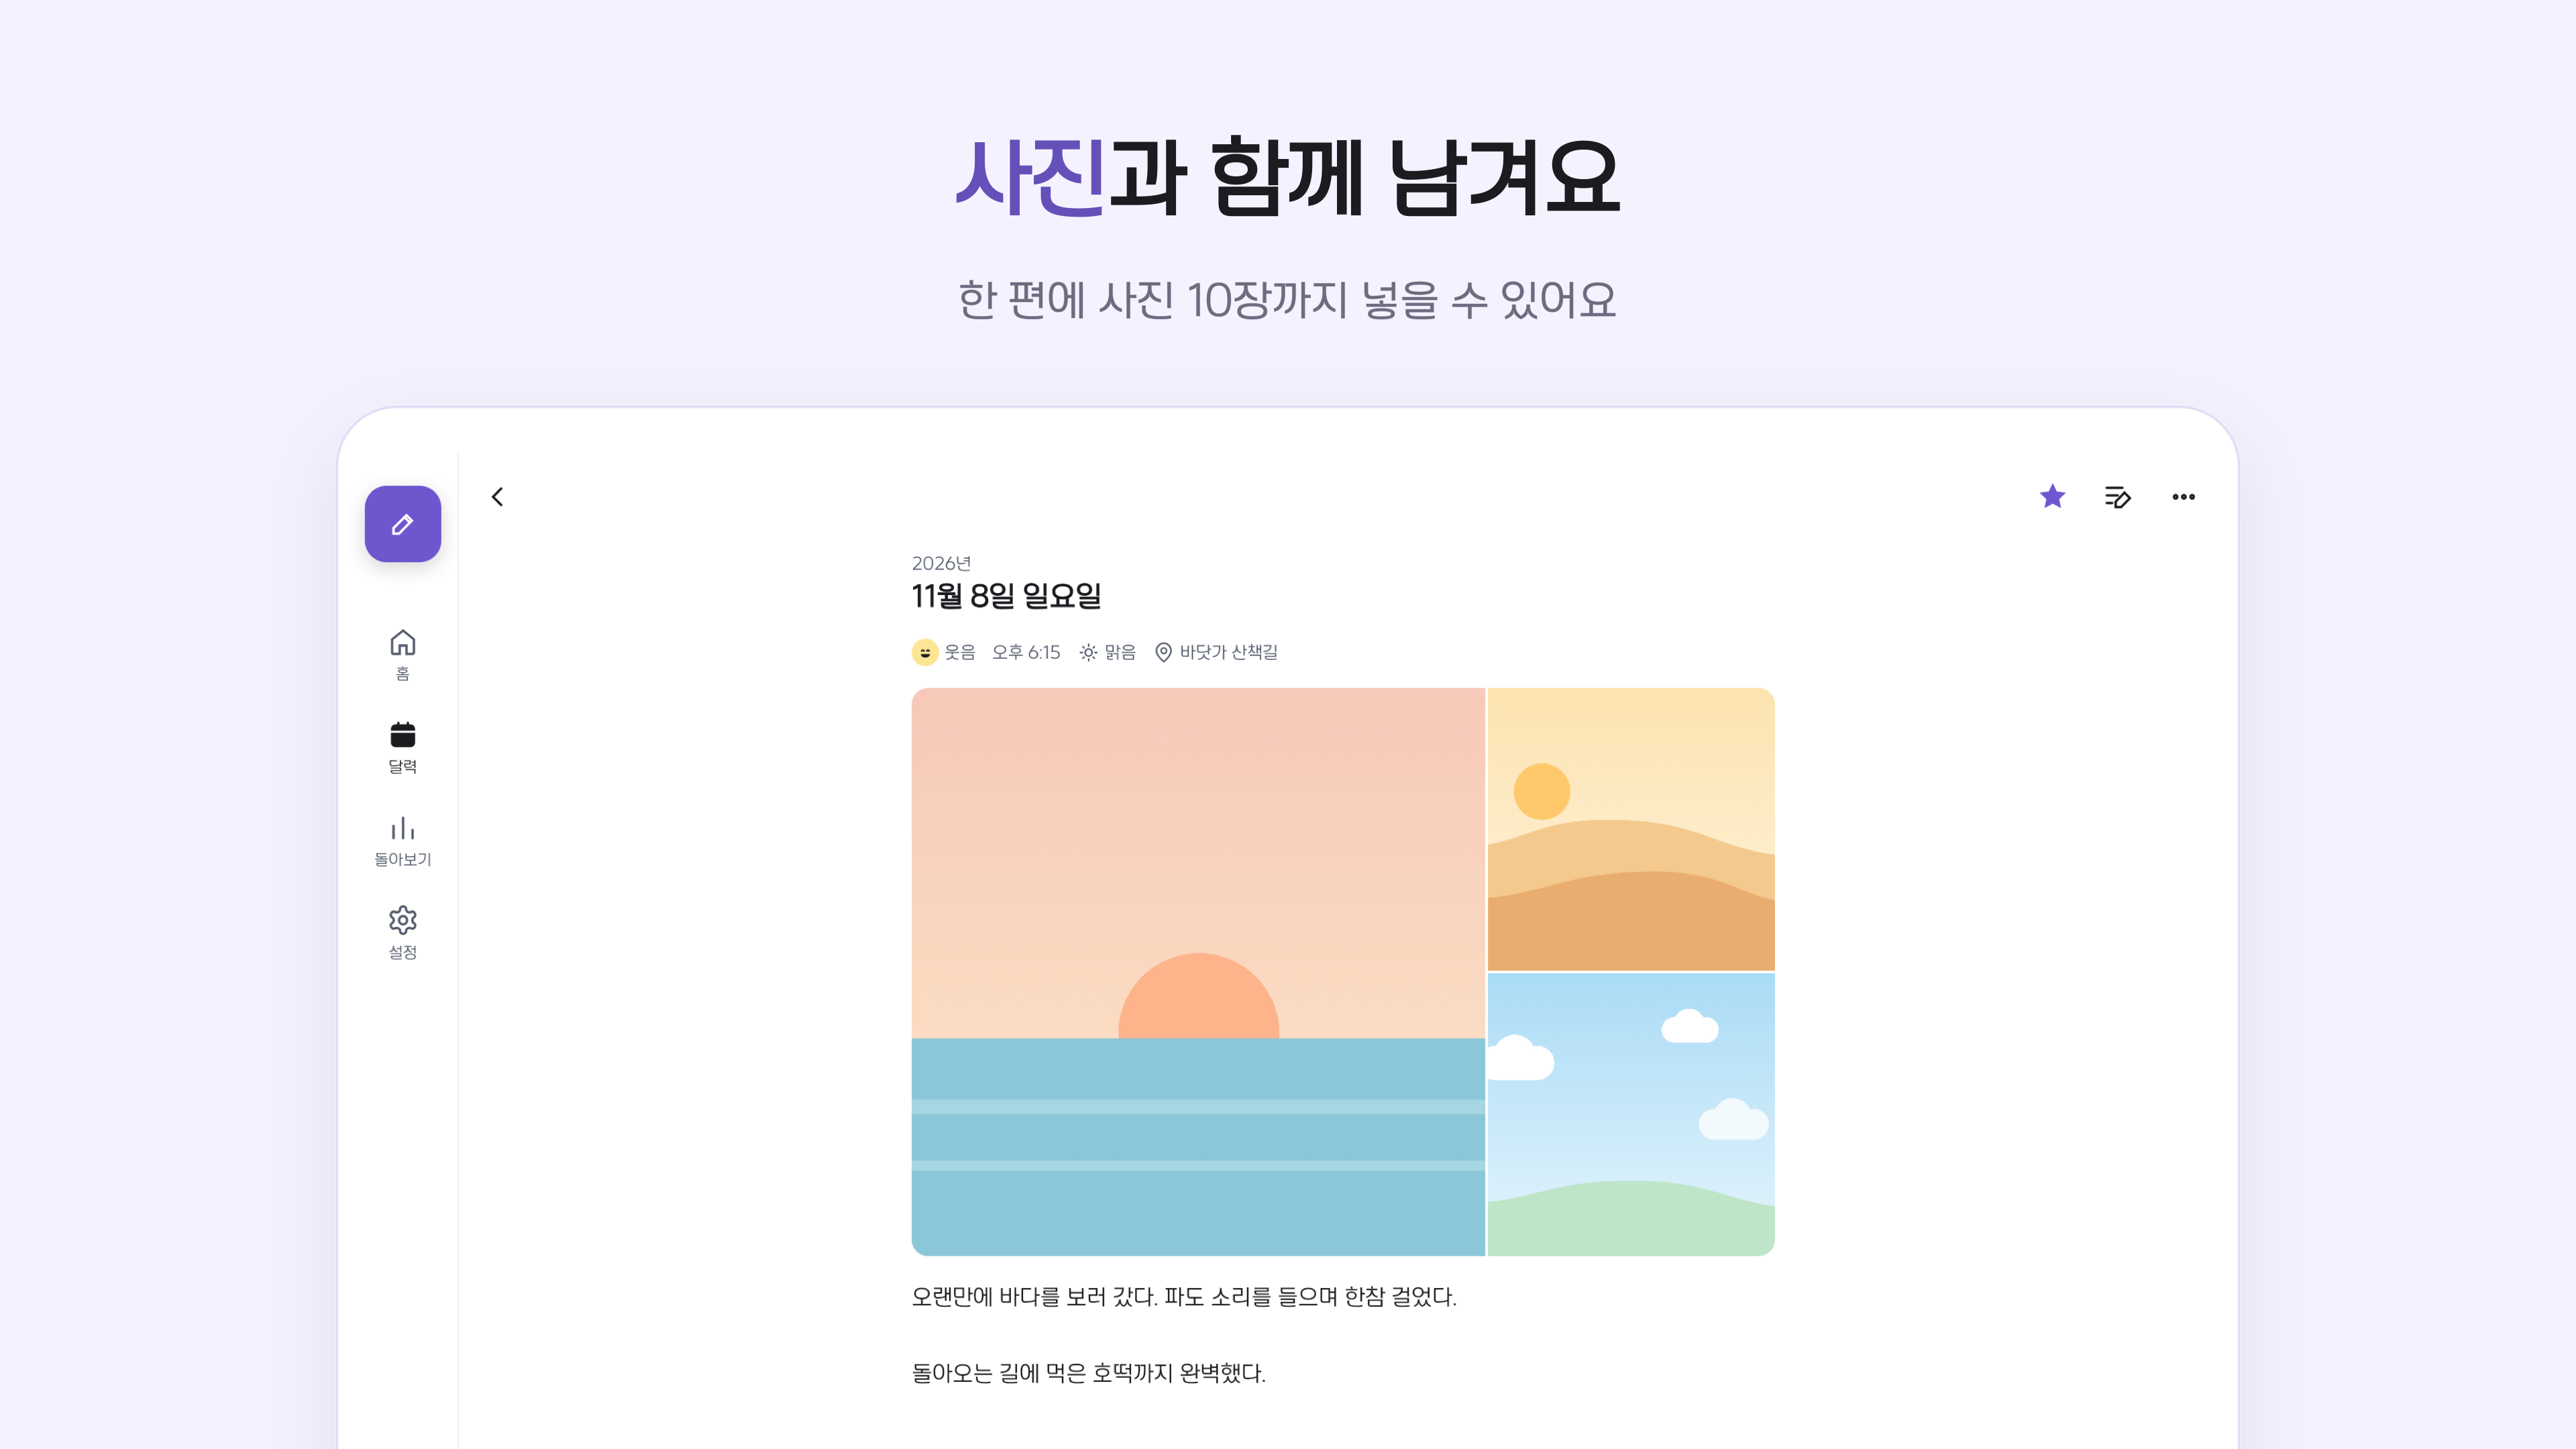 사진과 함께 남겨요
한 편에 사진 10장까지 넣을 수 있어요
홈
달력
돌아보기
설정
2026년
11월 8일 일요일
웃음 오후 6:15 맑음 바닷가 산책길
오랜만에 바다를 보러 갔다. 파도 소리를 들으며 한참 걸었다.
돌아오는 길에 먹은 호떡까지 완벽했다.